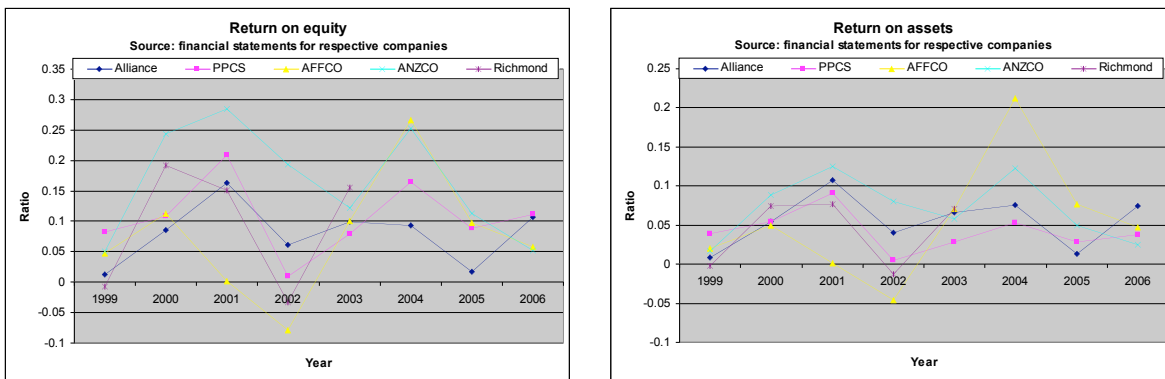 Return on equity
Source: financial statements for respective companies
0.35
Alliance PPCS AFFCO ANZCO Richmond
0.3
0.25
0.2
0.15
0.1
0.05
0
1999 2000 2001 2002 2003 2004 2005 2006
-0.05
-0.1
Ratio
Year
Return on assets
Source: financial statements for respective companies
0.25
Alliance PPCS AFFCO ANZCO Richmond
0.2
0.15
0.1
0.05
0
1999 2000 2001 2002 2003 2004 2005 2006
-0.05
-0.1
Ratio
Year